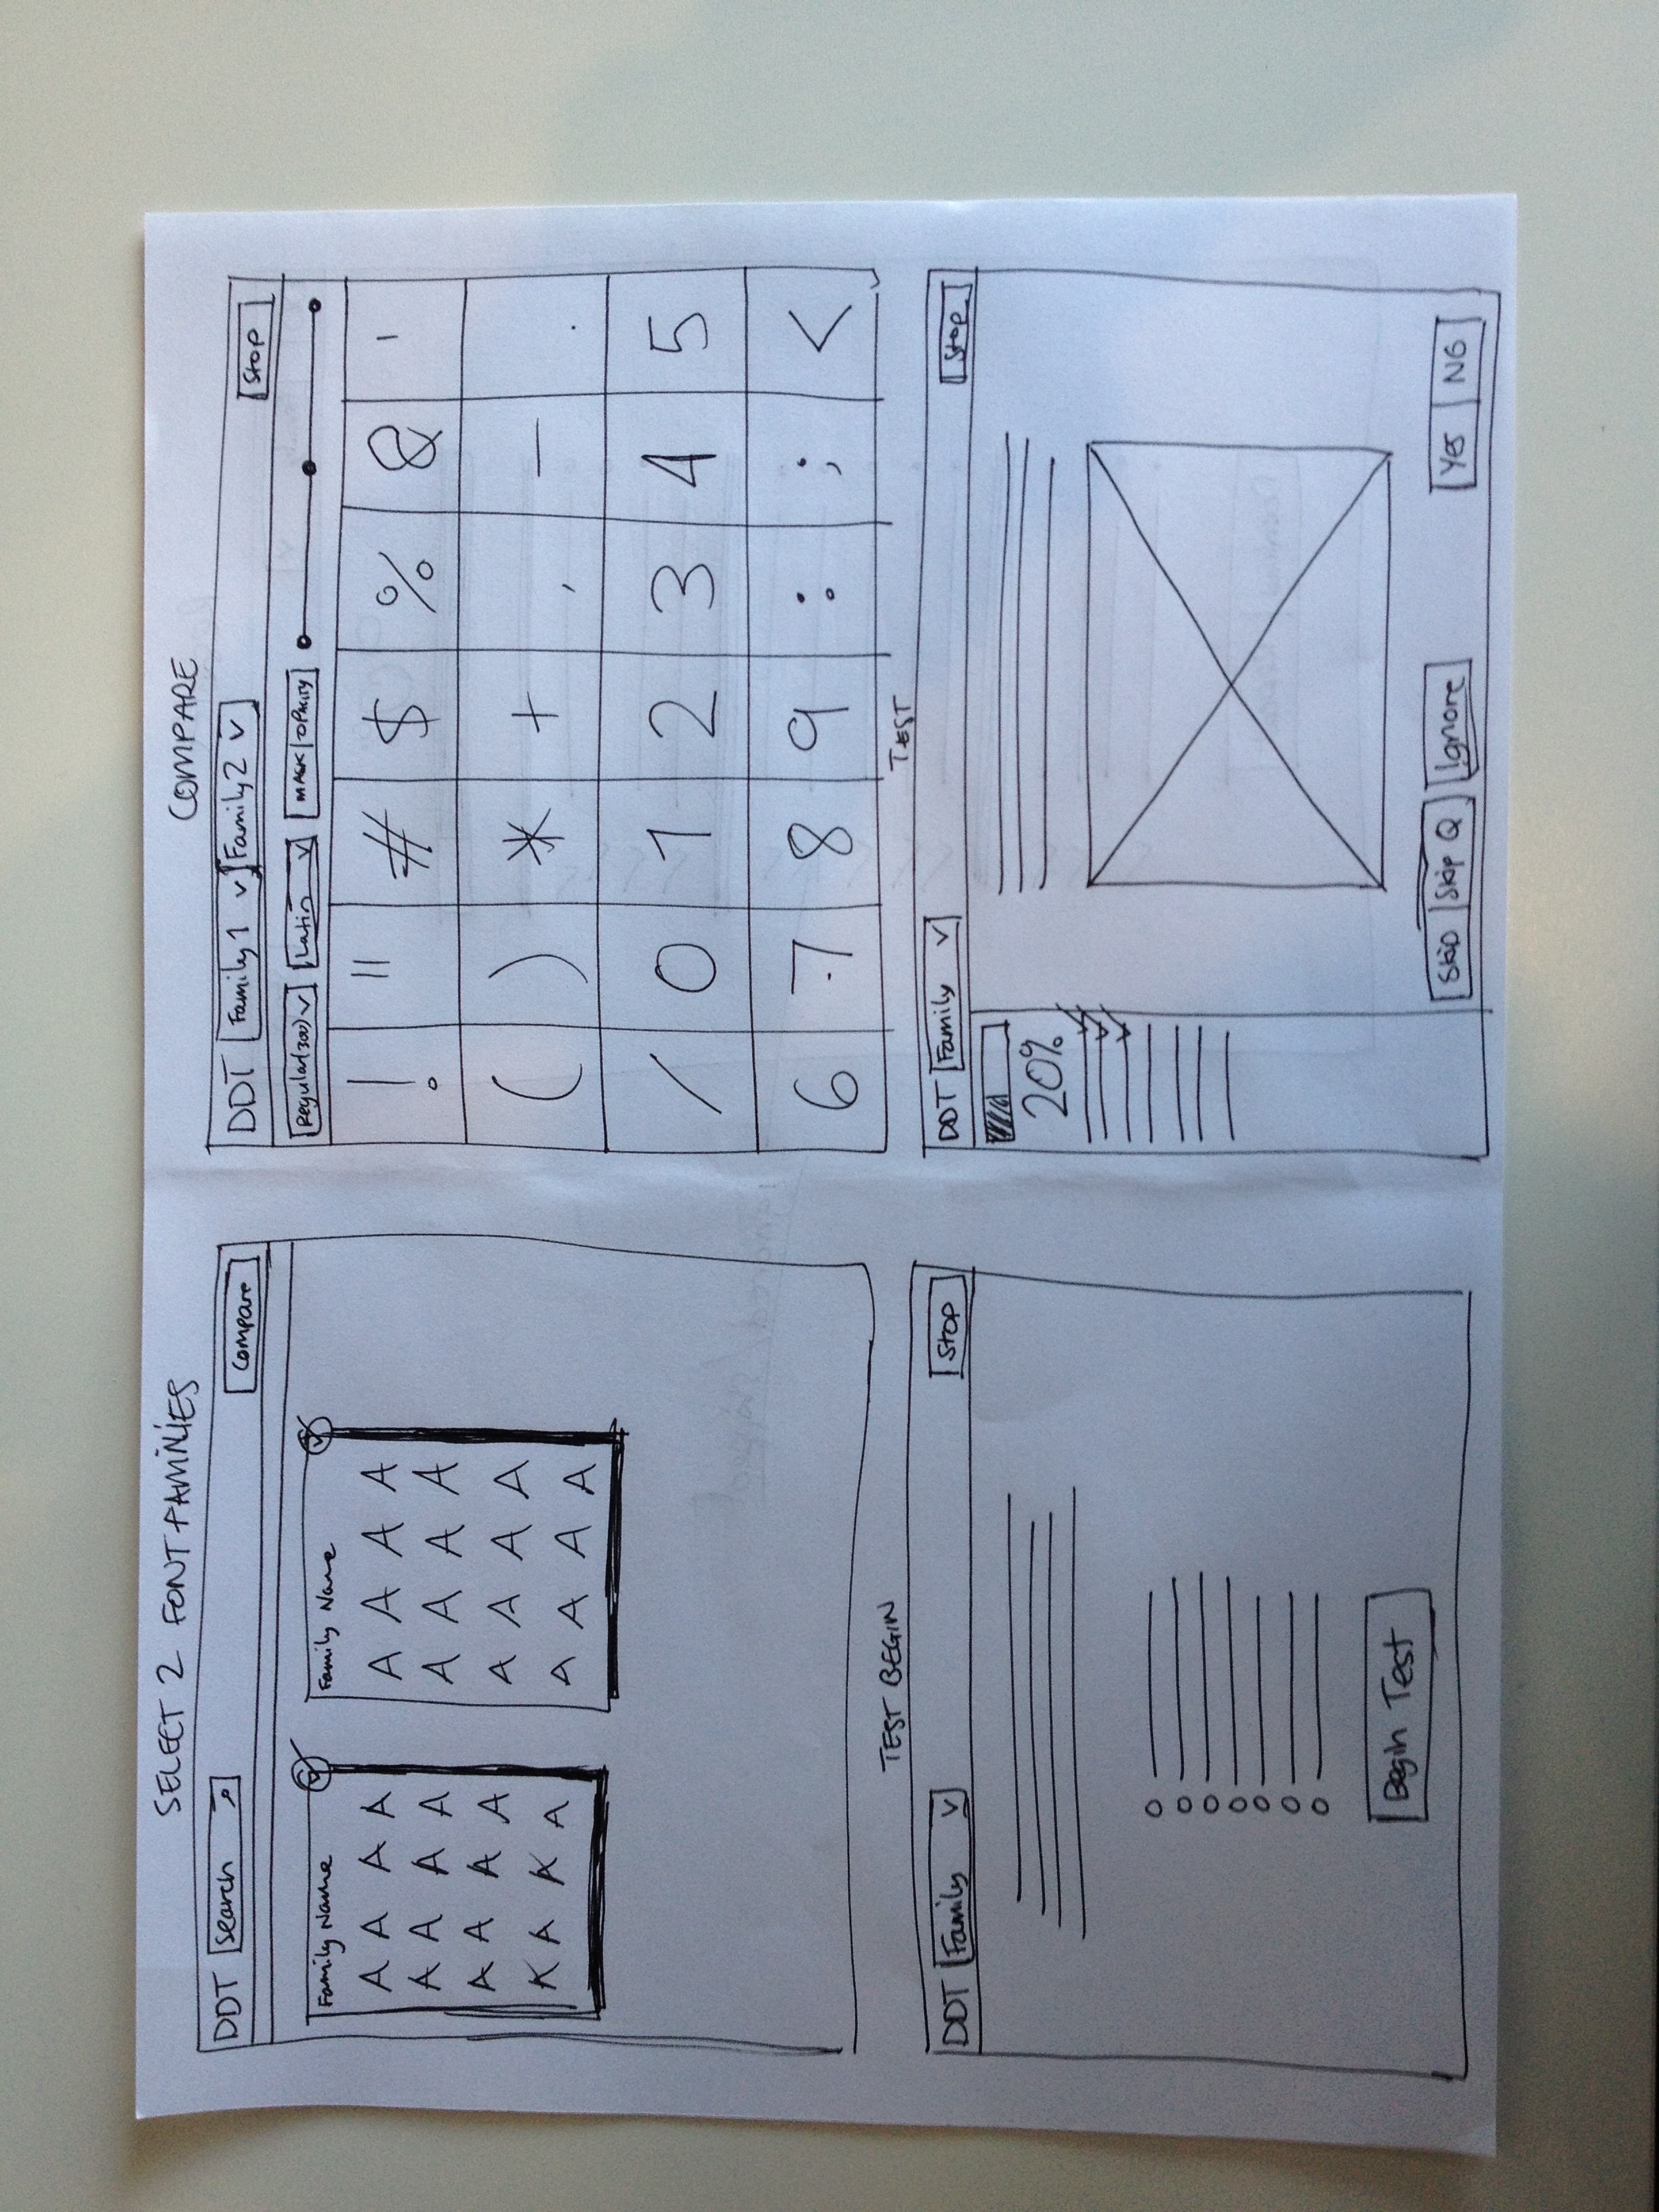 SELECT 2 FONT FAMILIES
DDT Search Compare
Family Name Family Name
A A A A A A A A
A A A A A A A A
A A A A A A A A
K A K A A A A A
COMPARE
DDT Family 1 v Family 2 v Stop
Regular(300) v Latin v MASK OPACITY
! " # $ % & '
( ) * + , - .
/ 0 1 2 3 4 5
6 7 8 9 : ; <
TEST BEGIN
DDT Family v STOP
Begin Test
TEST
DDT Family v Stop
20%
Skip Skip Q Ignore Yes NG